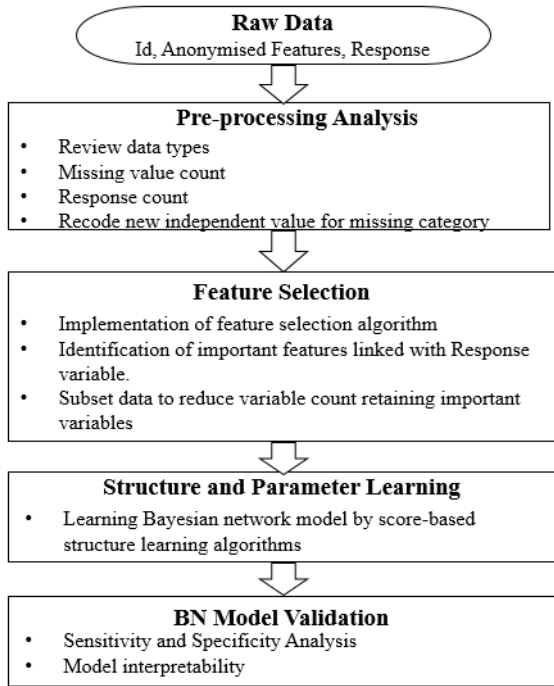 Raw Data
Id, Anonymised Features, Response
Pre-processing Analysis
• Review data types
• Missing value count
• Response count
• Recode new independent value for missing category
Feature Selection
• Implementation of feature selection algorithm
• Identification of important features linked with Response
variable.
• Subset data to reduce variable count retaining important
variables
Structure and Parameter Learning
• Learning Bayesian network model by score-based
structure learning algorithms
BN Model Validation
• Sensitivity and Specificity Analysis
• Model interpretability